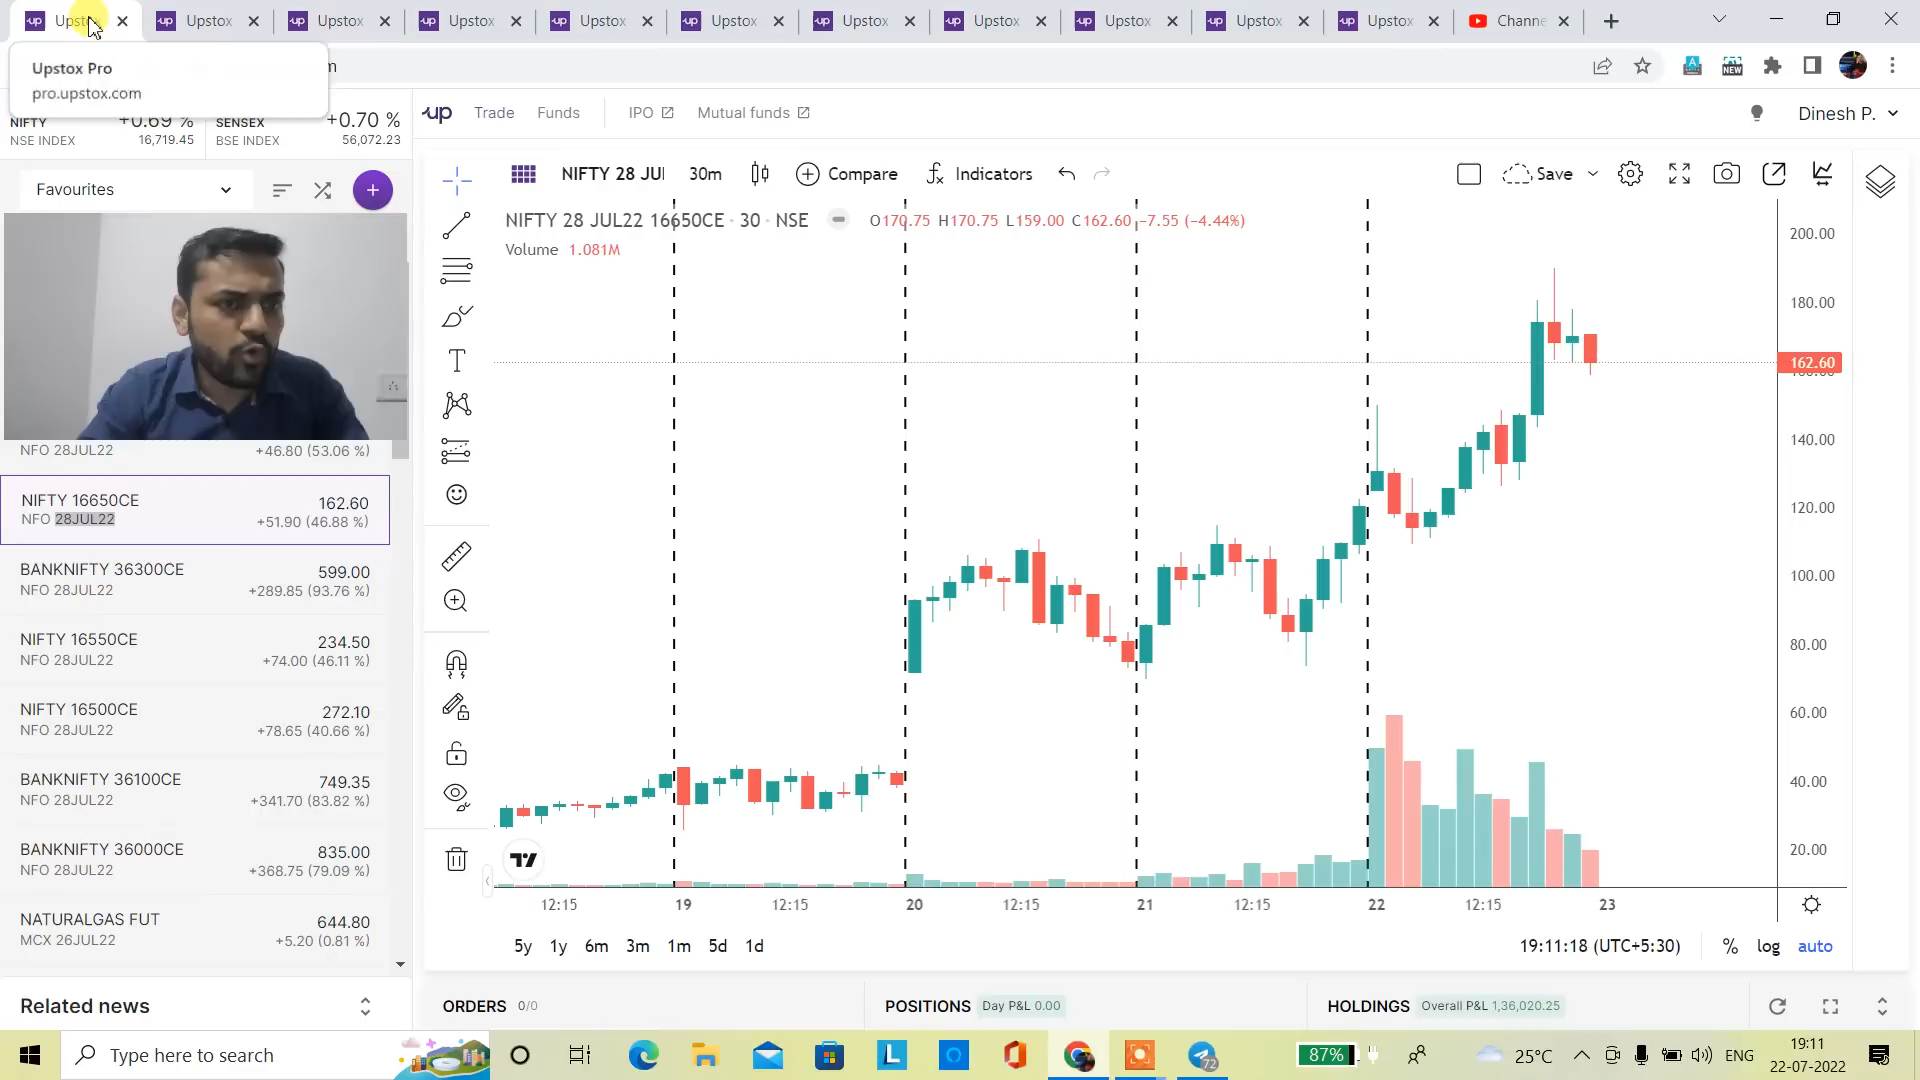 Upstox
Upstox
Upstox
Upstox
Upstox
Upstox
Upstox
Upstox
Upstox
Upstox
Upstox
Channe
Upstox Pro
pro.upstox.com
m
NIFTY +0.69 %
NSE INDEX 16,719.45
SENSEX +0.70 %
BSE INDEX 56,072.23
up
Trade
Funds
IPO
Mutual funds
Dinesh P.
Favourites
NIFTY 28 JUL
30m
Compare
Indicators
Save
NIFTY 28 JUL22 16650CE · 30 · NSE
O170.75 H170.75 L159.00 C162.60 −7.55 (−4.44%)
Volume 1.081M
NFO 28JUL22 +46.80 (53.06 %)
NIFTY 16650CE 162.60
NFO 28JUL22 +51.90 (46.88 %)
BANKNIFTY 36300CE 599.00
NFO 28JUL22 +289.85 (93.76 %)
NIFTY 16550CE 234.50
NFO 28JUL22 +74.00 (46.11 %)
NIFTY 16500CE 272.10
NFO 28JUL22 +78.65 (40.66 %)
BANKNIFTY 36100CE 749.35
NFO 28JUL22 +341.70 (83.82 %)
BANKNIFTY 36000CE 835.00
NFO 28JUL22 +368.75 (79.09 %)
NATURALGAS FUT 644.80
MCX 26JUL22 +5.20 (0.81 %)
Related news
200.00
180.00
162.60
160.00
140.00
120.00
100.00
80.00
60.00
40.00
20.00
12:15 19 12:15 20 12:15 21 12:15 22 12:15 23
5y 1y 6m 3m 1m 5d 1d
19:11:18 (UTC+5:30) % log auto
ORDERS 0/0
POSITIONS Day P&L 0.00
HOLDINGS Overall P&L 1,36,020.25
Type here to search
72
87%
25°C
ENG
19:11
22-07-2022